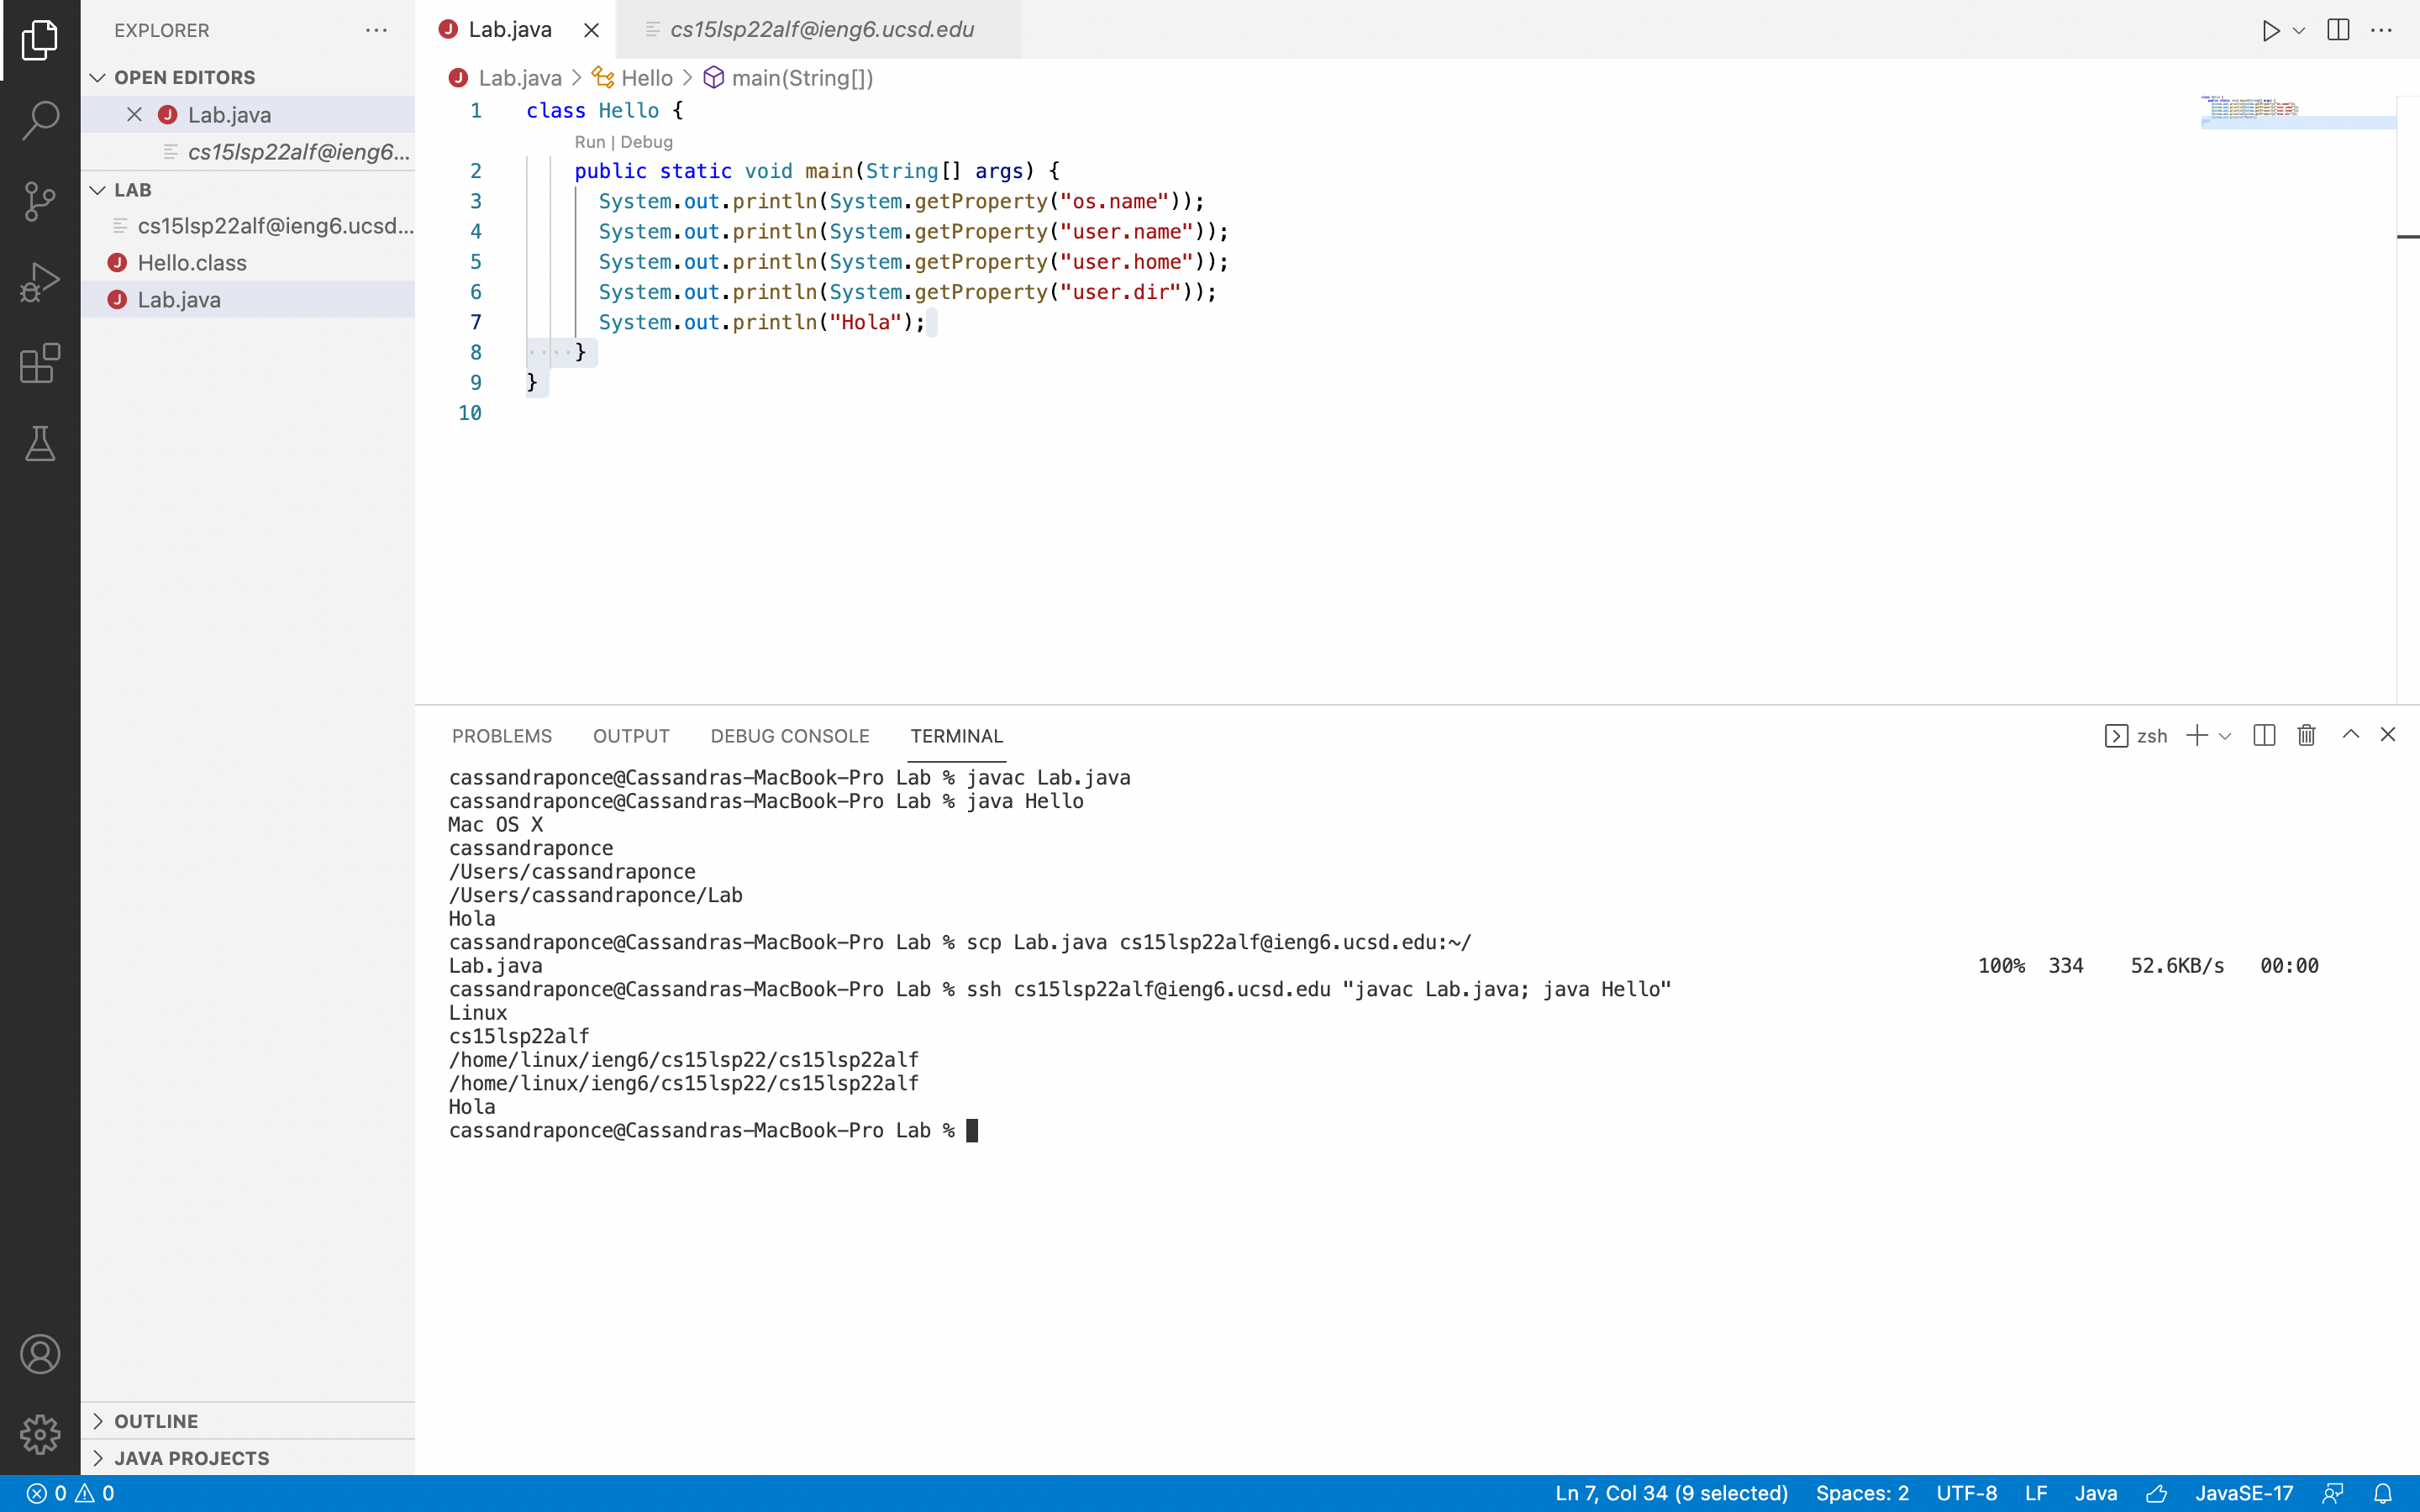 EXPLORER
OPEN EDITORS
Lab.java
cs15lsp22alf@ieng6...
LAB
cs15lsp22alf@ieng6.ucsd...
Hello.class
Lab.java
OUTLINE
JAVA PROJECTS
Lab.java
cs15lsp22alf@ieng6.ucsd.edu
Lab.java > Hello > main(String[])
1 class Hello {
Run | Debug
2 public static void main(String[] args) {
3 System.out.println(System.getProperty("os.name"));
4 System.out.println(System.getProperty("user.name"));
5 System.out.println(System.getProperty("user.home"));
6 System.out.println(System.getProperty("user.dir"));
7 System.out.println("Hola");
8 }
9 }
10
PROBLEMS OUTPUT DEBUG CONSOLE TERMINAL
zsh
cassandraponce@Cassandras-MacBook-Pro Lab % javac Lab.java
cassandraponce@Cassandras-MacBook-Pro Lab % java Hello
Mac OS X
cassandraponce
/Users/cassandraponce
/Users/cassandraponce/Lab
Hola
cassandraponce@Cassandras-MacBook-Pro Lab % scp Lab.java cs15lsp22alf@ieng6.ucsd.edu:~/
Lab.java 100% 334 52.6KB/s 00:00
cassandraponce@Cassandras-MacBook-Pro Lab % ssh cs15lsp22alf@ieng6.ucsd.edu "javac Lab.java; java Hello"
Linux
cs15lsp22alf
/home/linux/ieng6/cs15lsp22/cs15lsp22alf
/home/linux/ieng6/cs15lsp22/cs15lsp22alf
Hola
cassandraponce@Cassandras-MacBook-Pro Lab %
0 0
Ln 7, Col 34 (9 selected) Spaces: 2 UTF-8 LF Java JavaSE-17